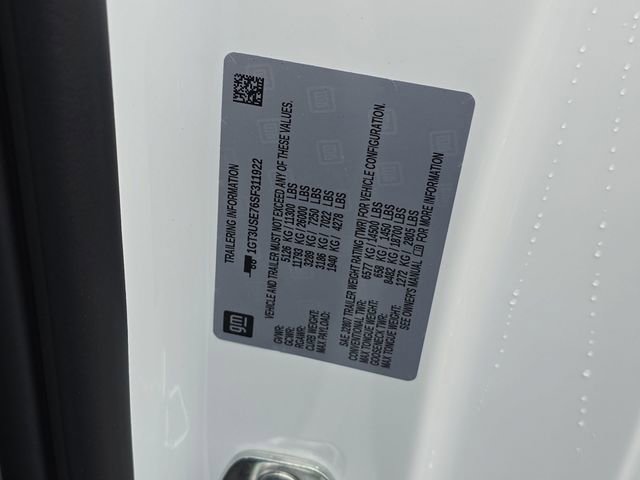 gm
TRAILERING INFORMATION
1GT3USE76SF311922
VEHICLE AND TRAILER MUST NOT EXCEED ANY OF THESE VALUES.
GVWR: 5126 KG / 11300 LBS
GCWR: 11793 KG / 26000 LBS
RGAWR: 3289 KG / 7250 LBS
CURB WEIGHT: 3186 KG / 7022 LBS
MAX PAYLOAD: 1940 KG / 4278 LBS
SAE J2807 TRAILER WEIGHT RATING (TWR) FOR VEHICLE CONFIGURATION.
CONVENTIONAL TWR: 6577 KG / 14500 LBS
MAX TONGUE WEIGHT: 658 KG / 1450 LBS
GOOSENECK TWR: 8482 KG / 18700 LBS
MAX TONGUE WEIGHT: 1272 KG / 2805 LBS
SEE OWNER'S MANUAL